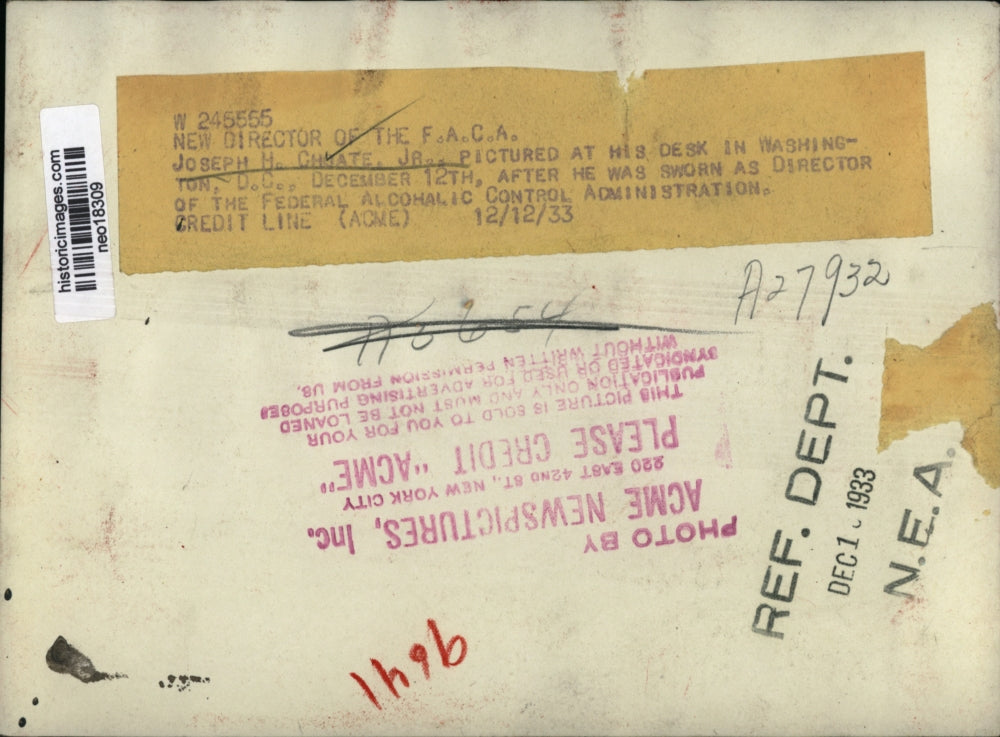 W 246555
NEW DIRECTOR OF THE F.A.C.A.
JOSEPH H. CHOATE, JR., PICTURED AT HIS DESK IN WASHING-
TON, D.C., DECEMBER 12TH, AFTER HE WAS SWORN AS DIRECTOR
OF THE FEDERAL ALCOHALIC CONTROL ADMINISTRATION.
CREDIT LINE (ACME) 12/12/33
historicimages.com
neo18309
A27932
PHOTO BY
ACME NEWSPICTURES, Inc.
220 EAST 42ND ST., NEW YORK CITY
PLEASE CREDIT "ACME"
THIS PICTURE IS SOLD TO YOU FOR YOUR
PUBLICATION ONLY AND MUST NOT BE LOANED
SYNDICATED OR USED FOR ADVERTISING PURPOSES
WITHOUT WRITTEN PERMISSION FROM US.
REF. DEPT.
DEC 1 1933
N.E.A.
9641